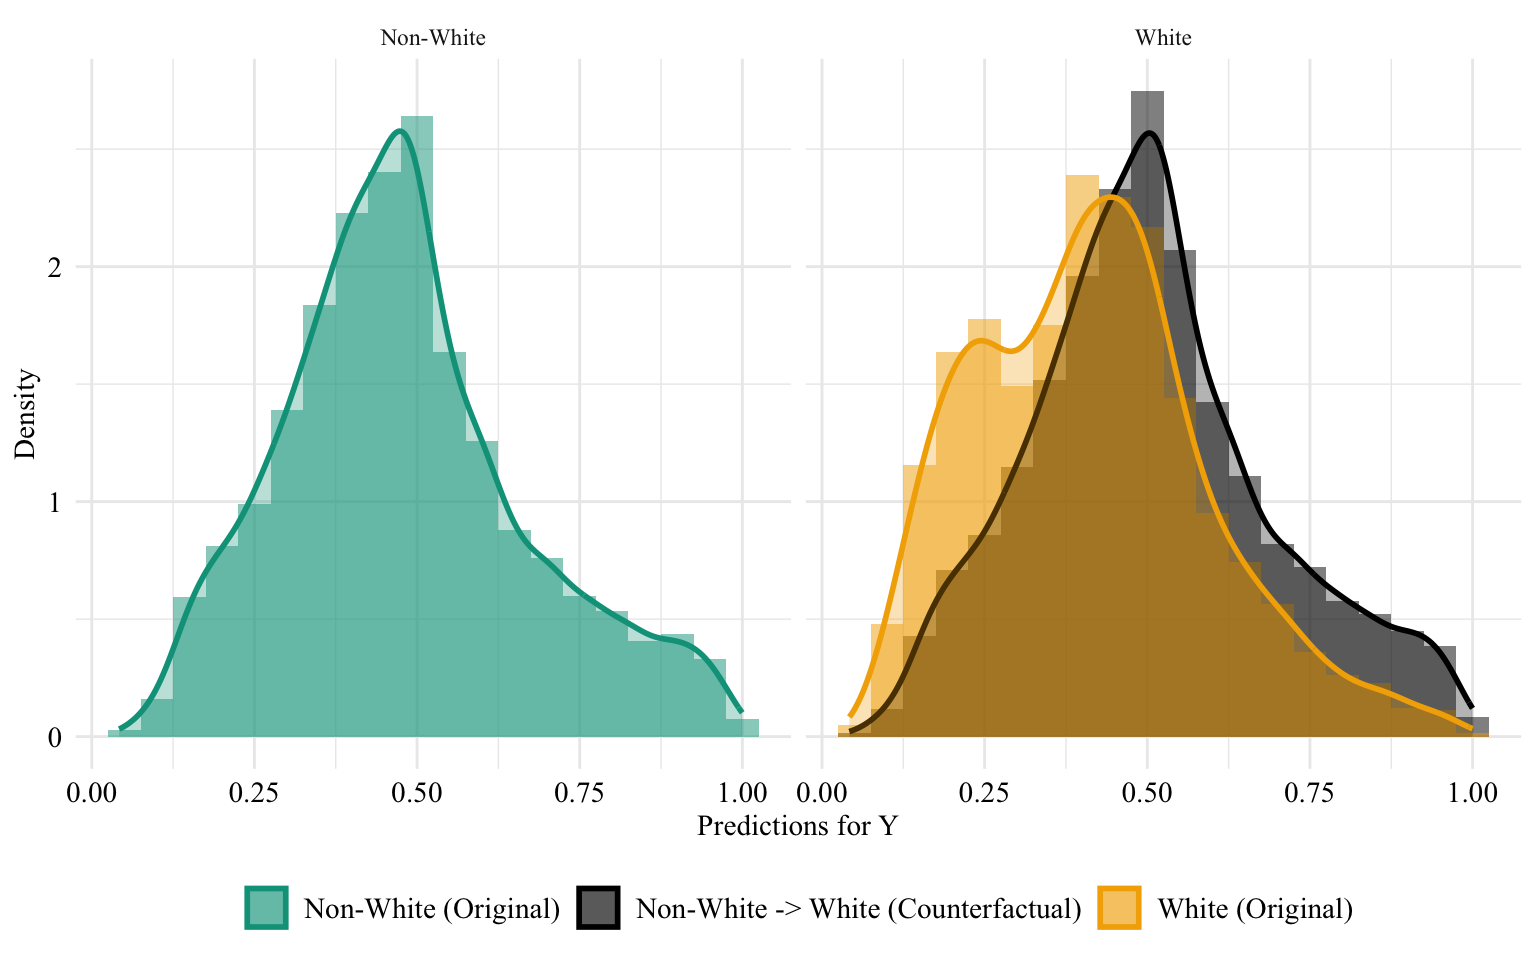 Non-White
White
Density
2
1
0
0.00 0.25 0.50 0.75 1.00
0.00 0.25 0.50 0.75 1.00
Predictions for Y
Non-White (Original) Non-White -> White (Counterfactual) White (Original)